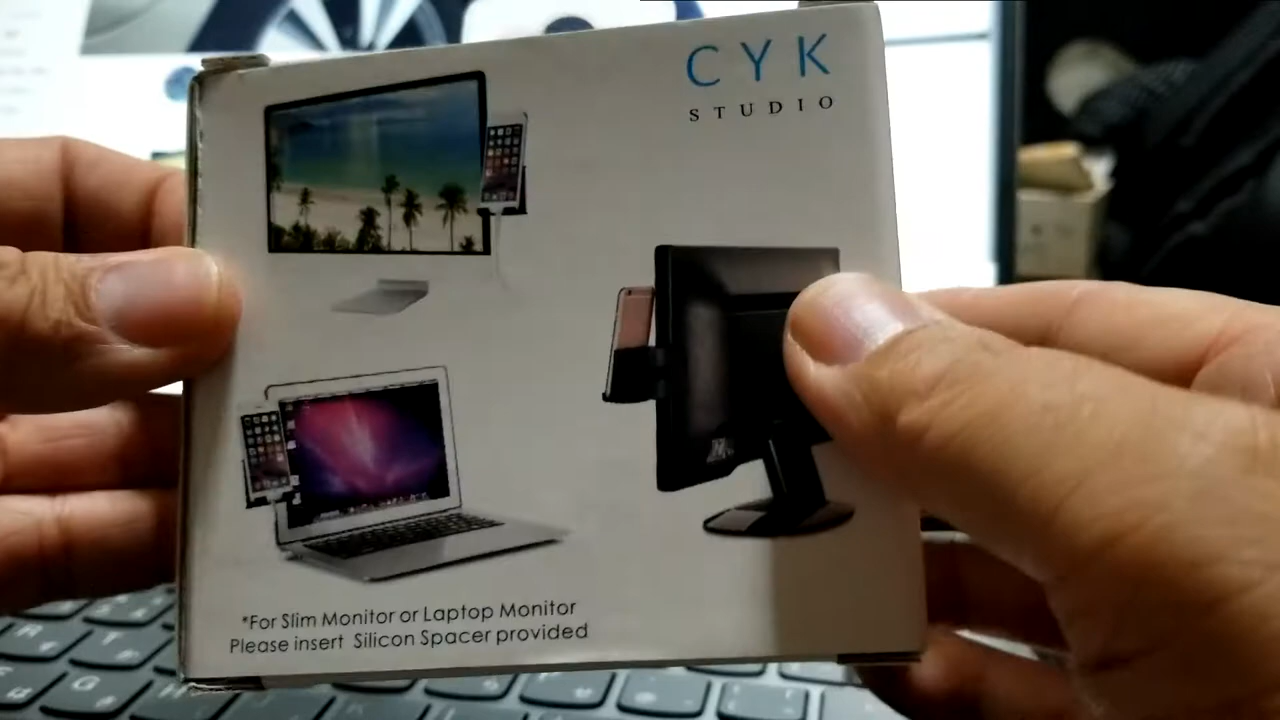 CYK
STUDIO
*For Slim Monitor or Laptop Monitor
Please insert Silicon Spacer provided
R
T
D
F
G
H